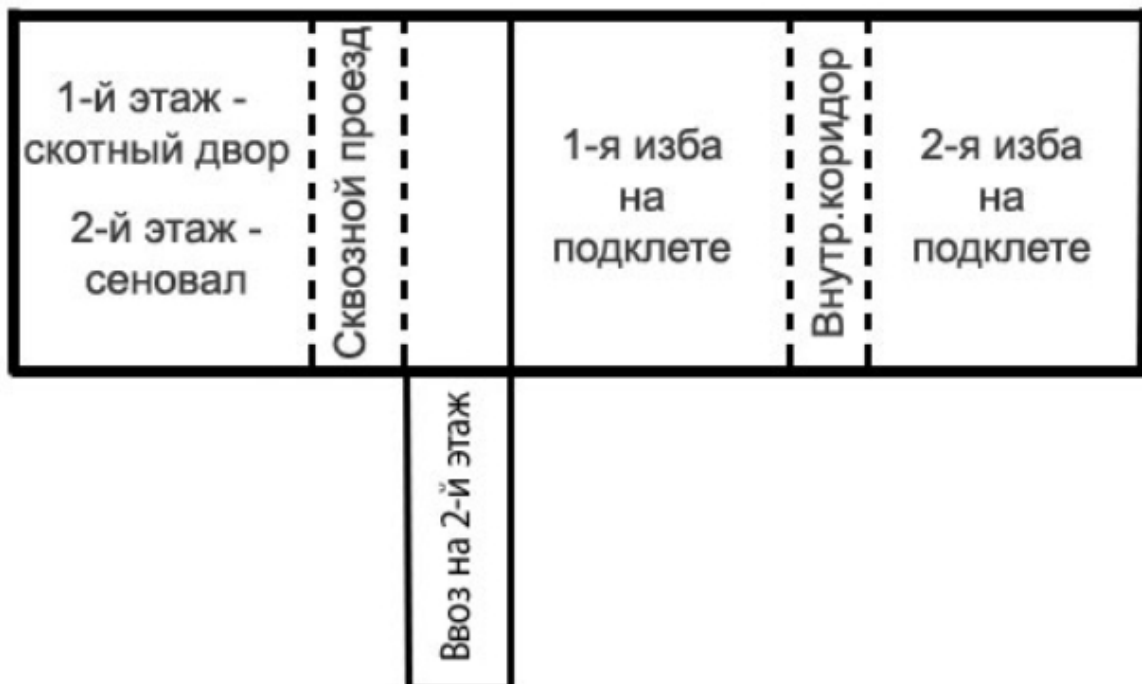 1-й этаж -
скотный двор
2-й этаж -
сеновал
Сквозной проезд
1-я изба
на
подклете
Внутр.коридор
2-я изба
на
подклете
Ввоз на 2-й этаж